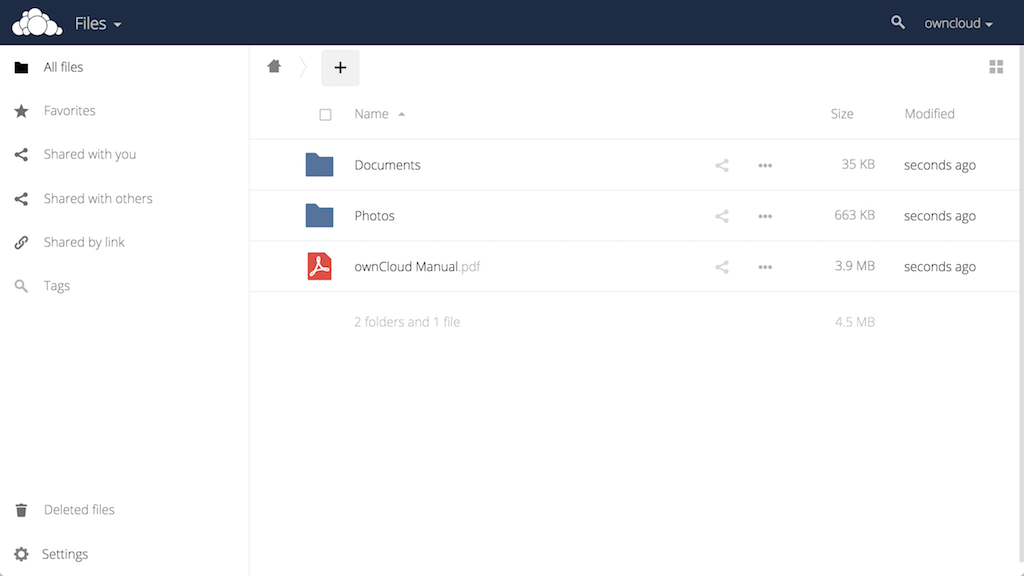 Files
owncloud
All files
Favorites
Shared with you
Shared with others
Shared by link
Tags
Deleted files
Settings
+
Name Size Modified
Documents ••• 35 KB seconds ago
Photos ••• 663 KB seconds ago
ownCloud Manual.pdf ••• 3.9 MB seconds ago
2 folders and 1 file 4.5 MB